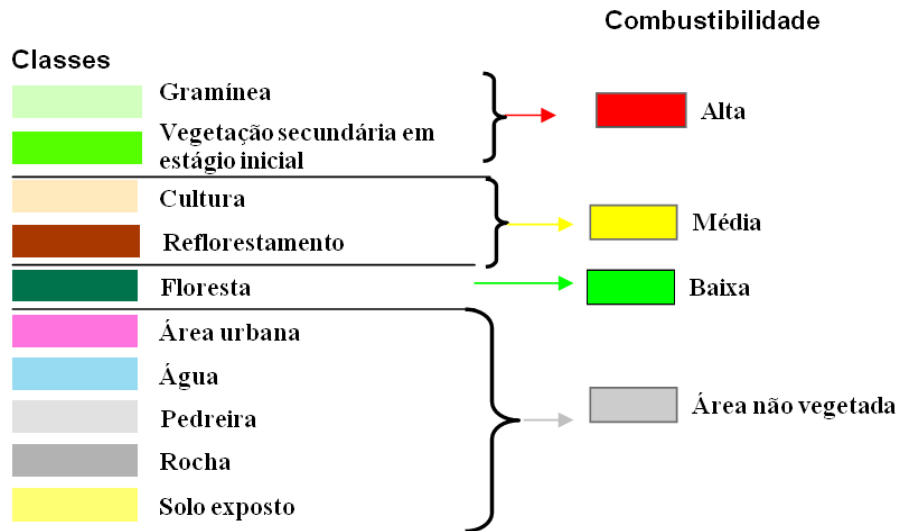 Combustibilidade
Classes
Gramínea
Vegetação secundária em
estágio inicial
Alta
Cultura
Reflorestamento
Média
Floresta
Baixa
Área urbana
Água
Pedreira
Rocha
Solo exposto
Área não vegetada